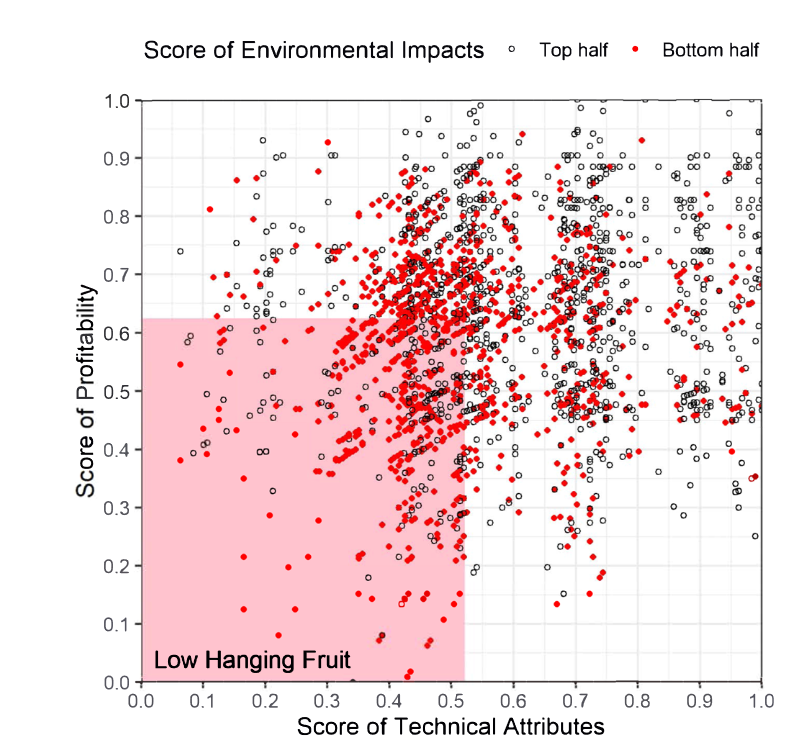 Score of Environmental Impacts Top half Bottom half
1.0
0.9
0.8
0.7
0.6
0.5
0.4
0.3
0.2
0.1
0.0
Score of Profitability
Low Hanging Fruit
0.0 0.1 0.2 0.3 0.4 0.5 0.6 0.7 0.8 0.9 1.0
Score of Technical Attributes